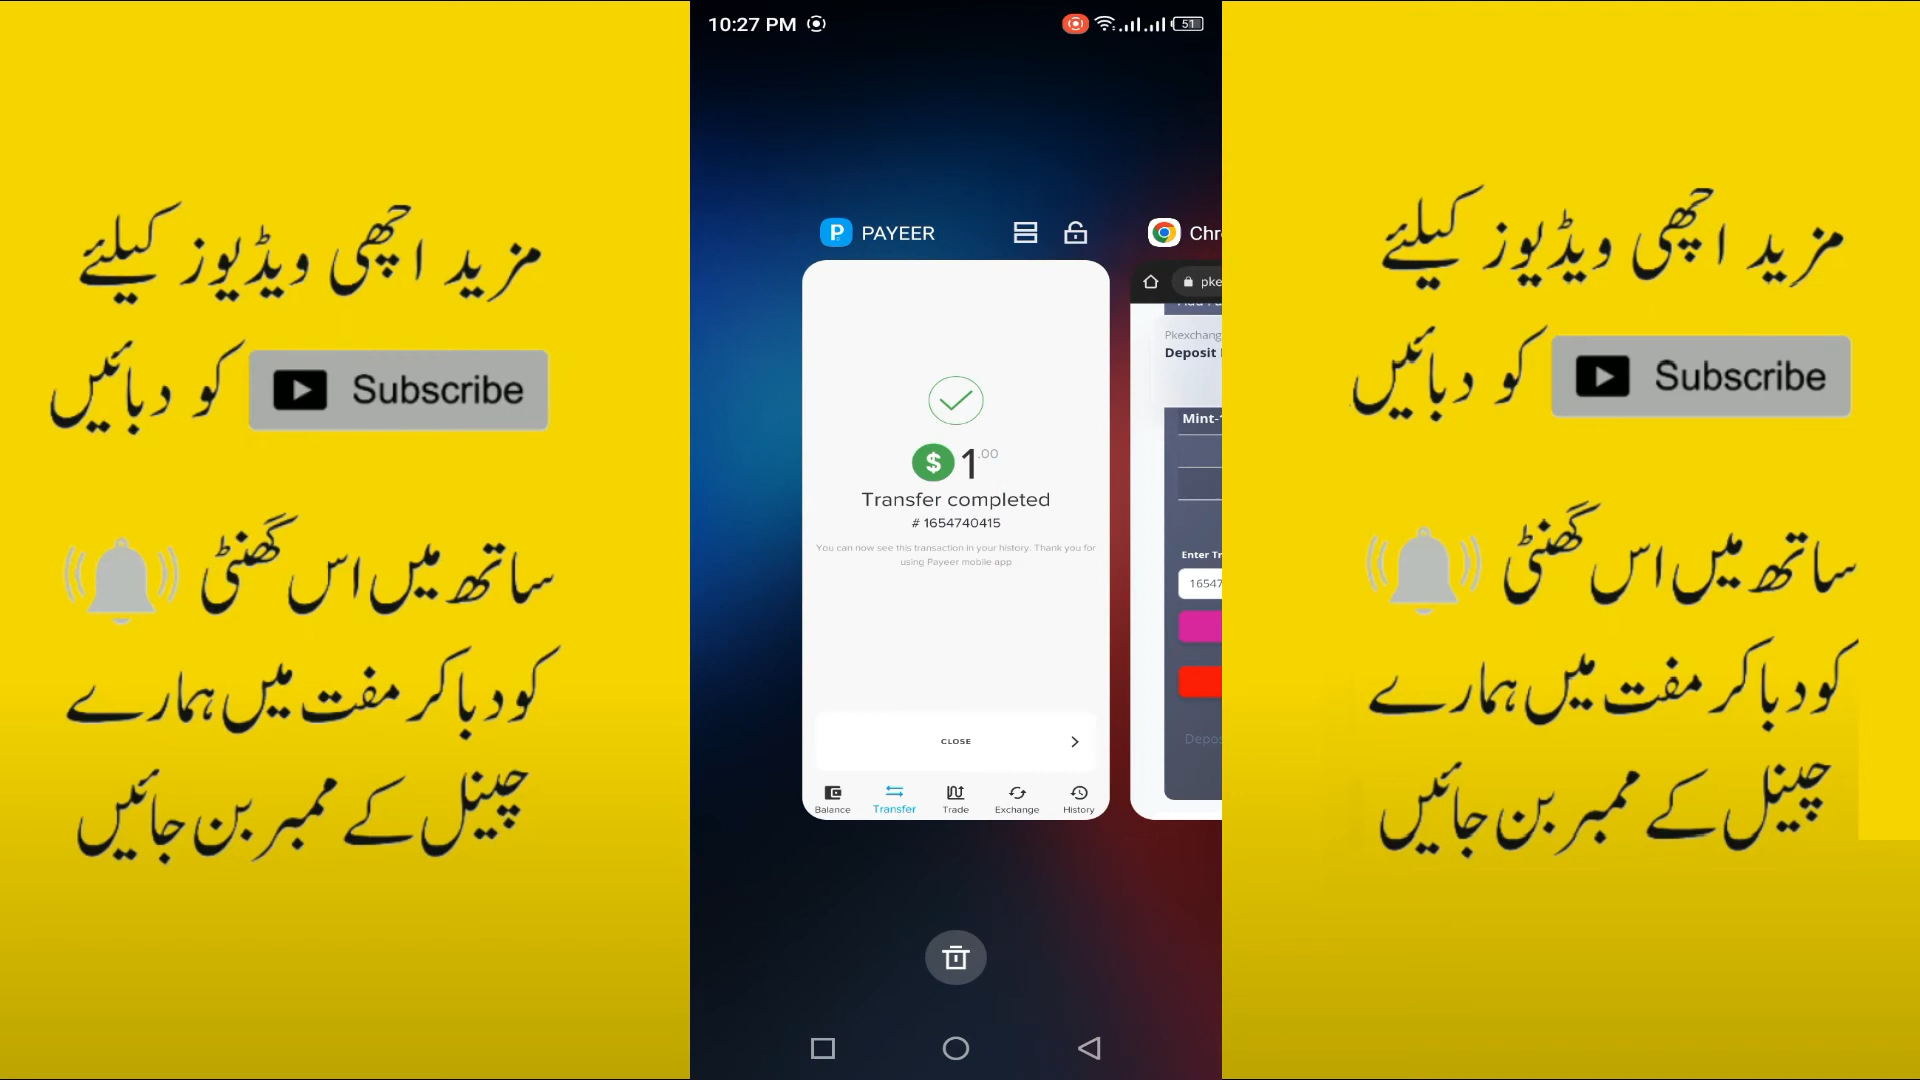 مزید اچھی ویڈیوز کیلئے
کو دبائیں Subscribe
ساتھ میں اس گھنٹی
کو دبا کر مفت میں ہمارے
چینل کے ممبر بن جائیں
10:27 PM
51
PAYEER
$ 1.00
Transfer completed
# 1654740415
You can now see this transaction in your history. Thank you for
using Payeer mobile app
CLOSE
Balance Transfer Trade Exchange History
Chr
pke
Pkexchang
Deposit
Mint-
Enter Tr
16547
Depos
مزید اچھی ویڈیوز کیلئے
کو دبائیں Subscribe
ساتھ میں اس گھنٹی
کو دبا کر مفت میں ہمارے
چینل کے ممبر بن جائیں